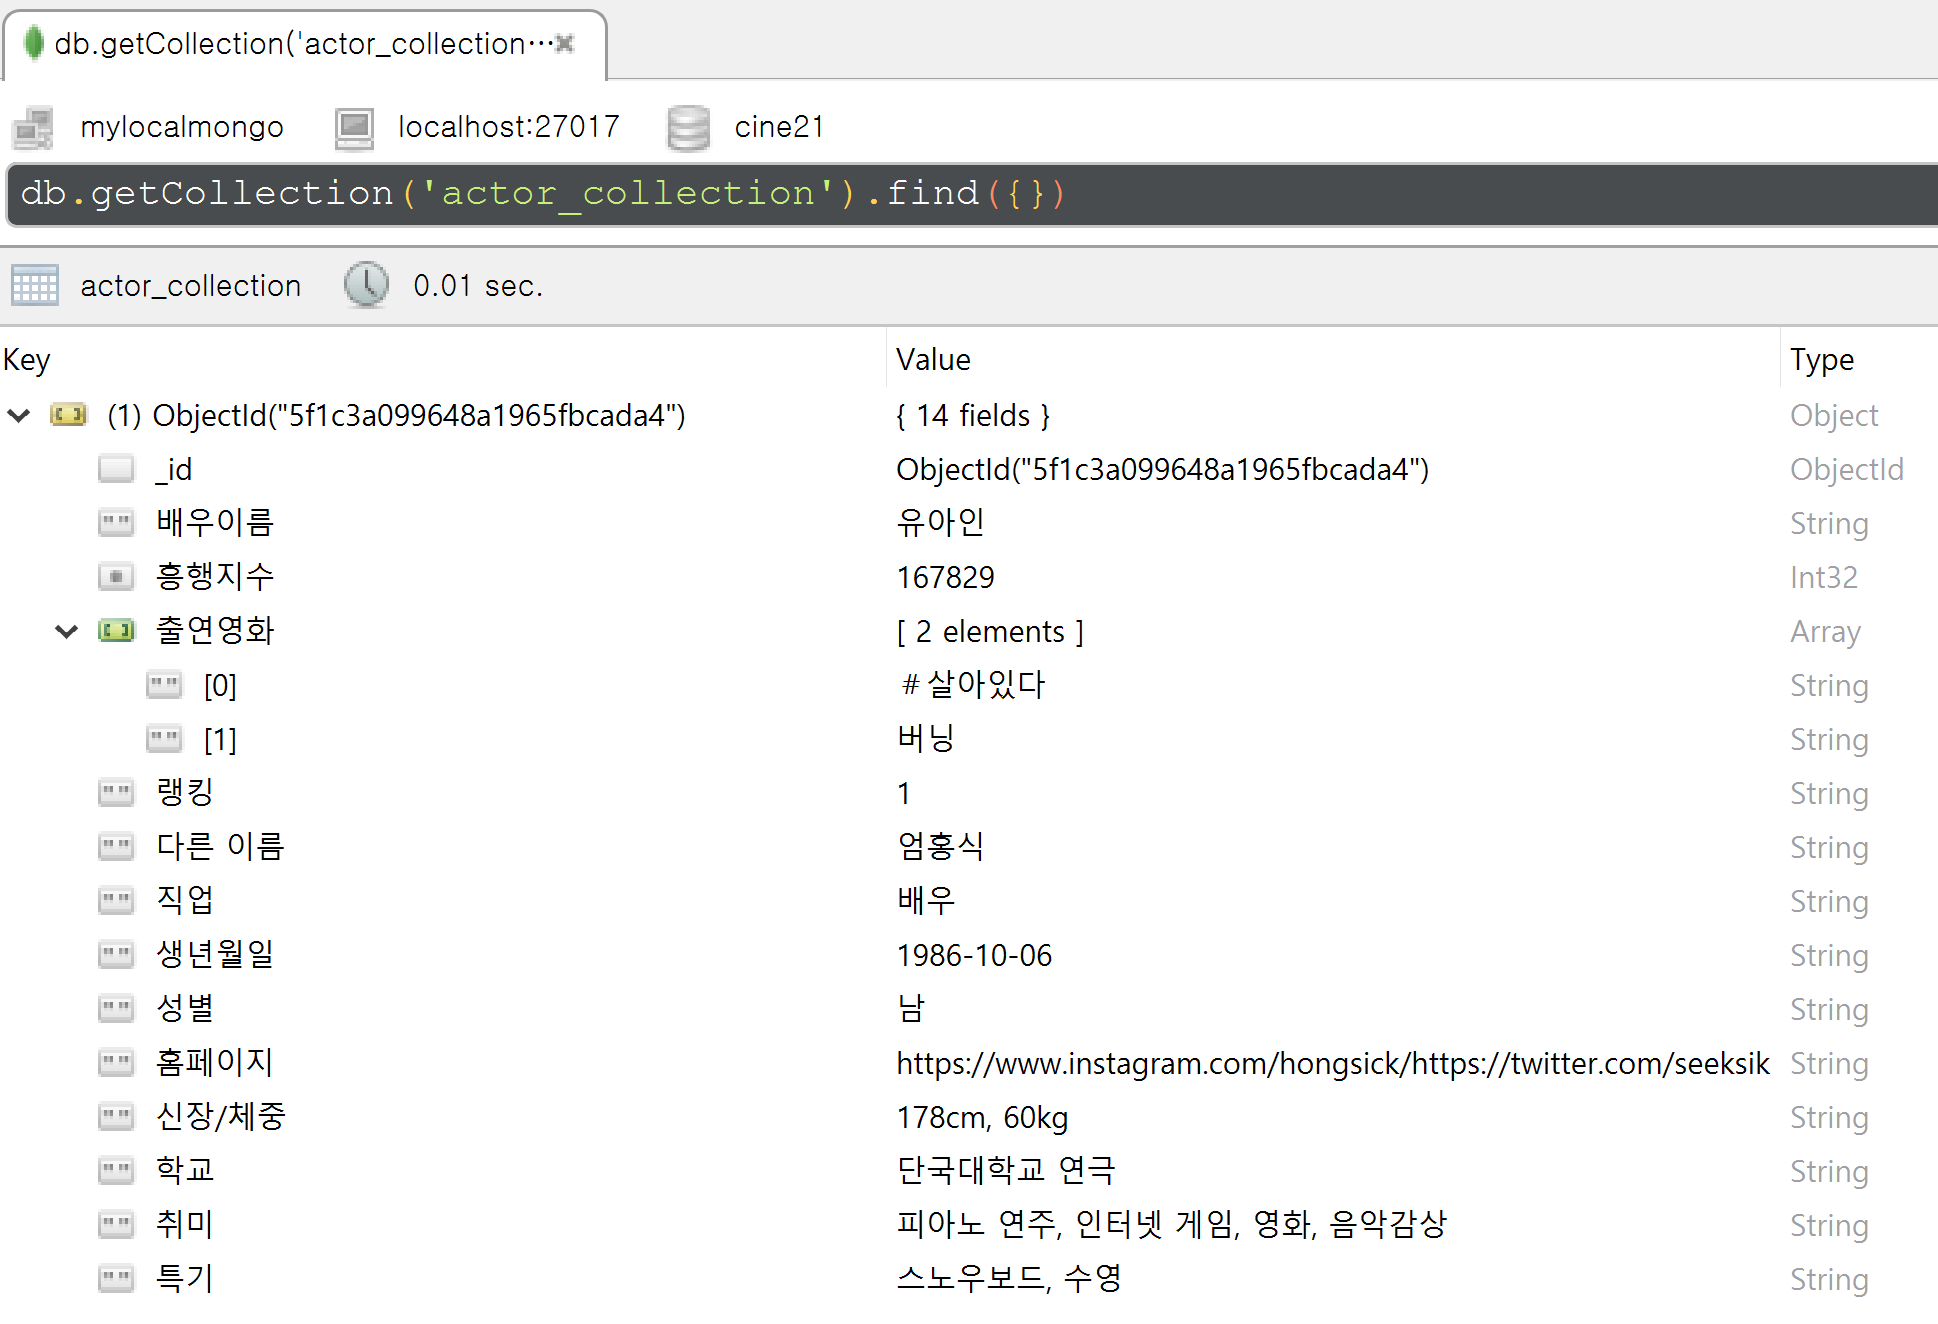 db.getCollection('actor_collection…
mylocalmongo localhost:27017 cine21
db.getCollection('actor_collection').find({})
actor_collection 0.01 sec.
Key Value Type
(1) ObjectId("5f1c3a099648a1965fbcada4") { 14 fields } Object
_id ObjectId("5f1c3a099648a1965fbcada4") ObjectId
배우이름 유아인 String
흥행지수 167829 Int32
출연영화 [ 2 elements ] Array
[0] #살아있다 String
[1] 버닝 String
랭킹 1 String
다른 이름 엄홍식 String
직업 배우 String
생년월일 1986-10-06 String
성별 남 String
홈페이지 https://www.instagram.com/hongsick/https://twitter.com/seeksik String
신장/체중 178cm, 60kg String
학교 단국대학교 연극 String
취미 피아노 연주, 인터넷 게임, 영화, 음악감상 String
특기 스노우보드, 수영 String